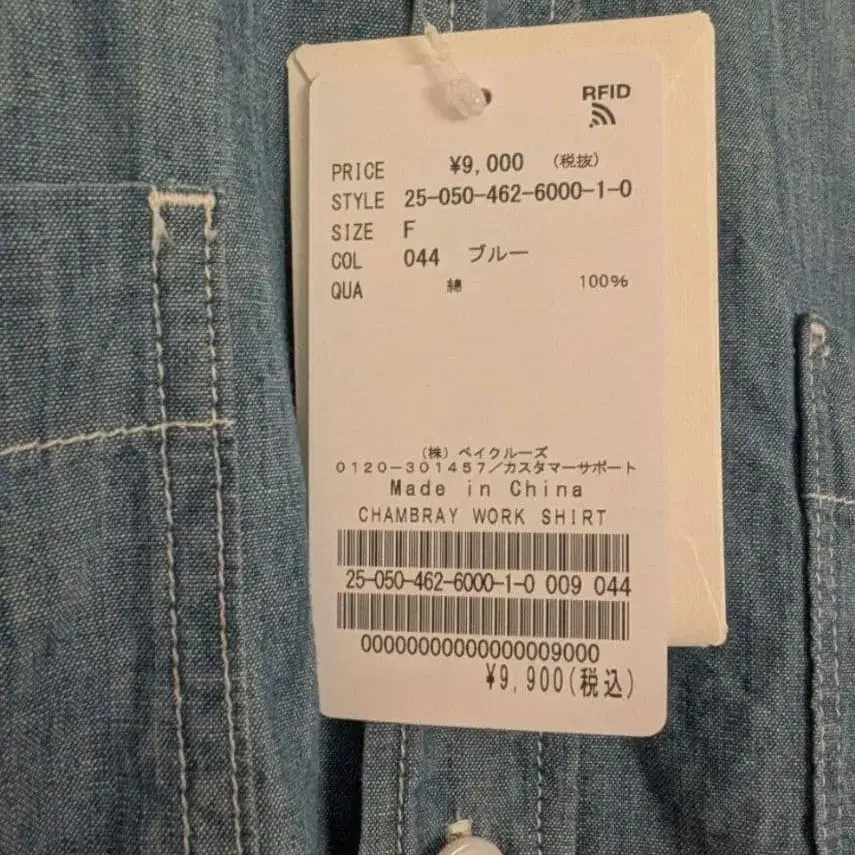 RFID
PRICE ¥9,000 (税抜)
STYLE 25-050-462-6000-1-0
SIZE F
COL 044 ブルー
QUA 綿 100%
(株) ベイクルーズ
0120-301457/カスタマーサポート
Made in China
CHAMBRAY WORK SHIRT
25-050-462-6000-1-0 009 044
00000000000000009000
¥9,900(税込)